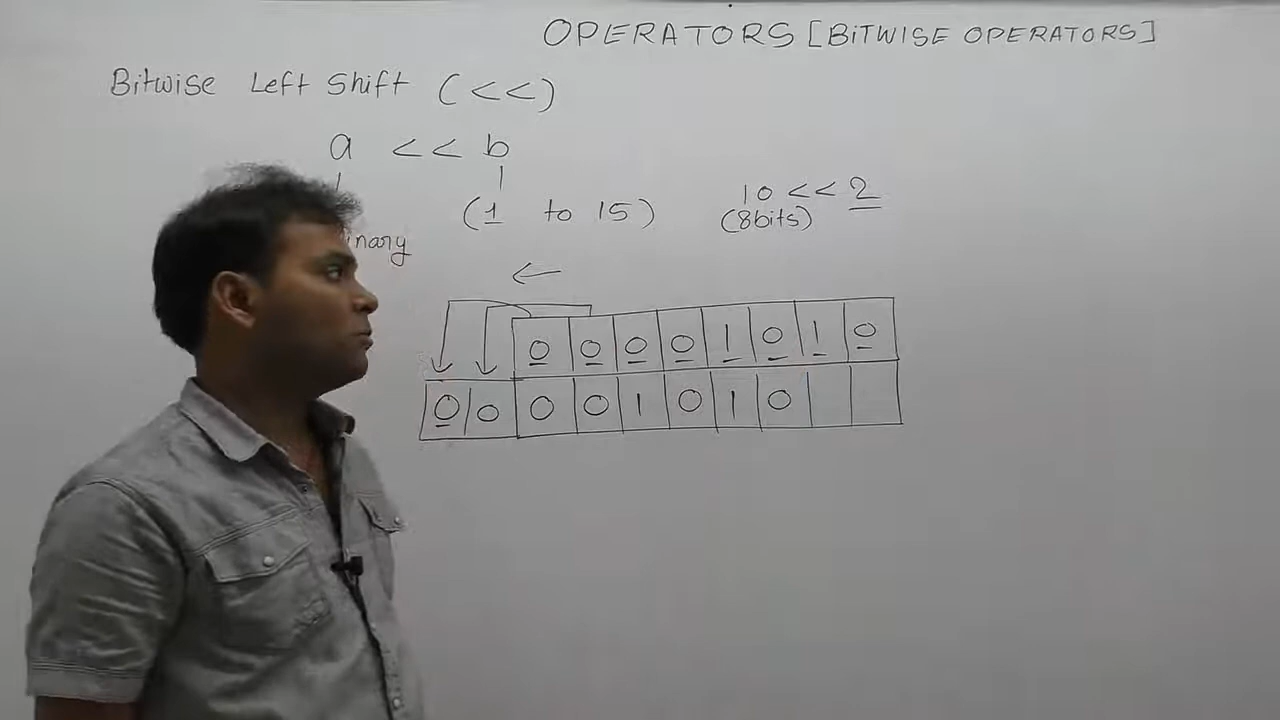 OPERATORS [BITWISE OPERATORS]
Bitwise Left Shift (<<)
a << b
(1 to 15)
10 << 2
(8bits)
0 0 0 0 1 0 1 0
0 0 0 0 1 0 1 0